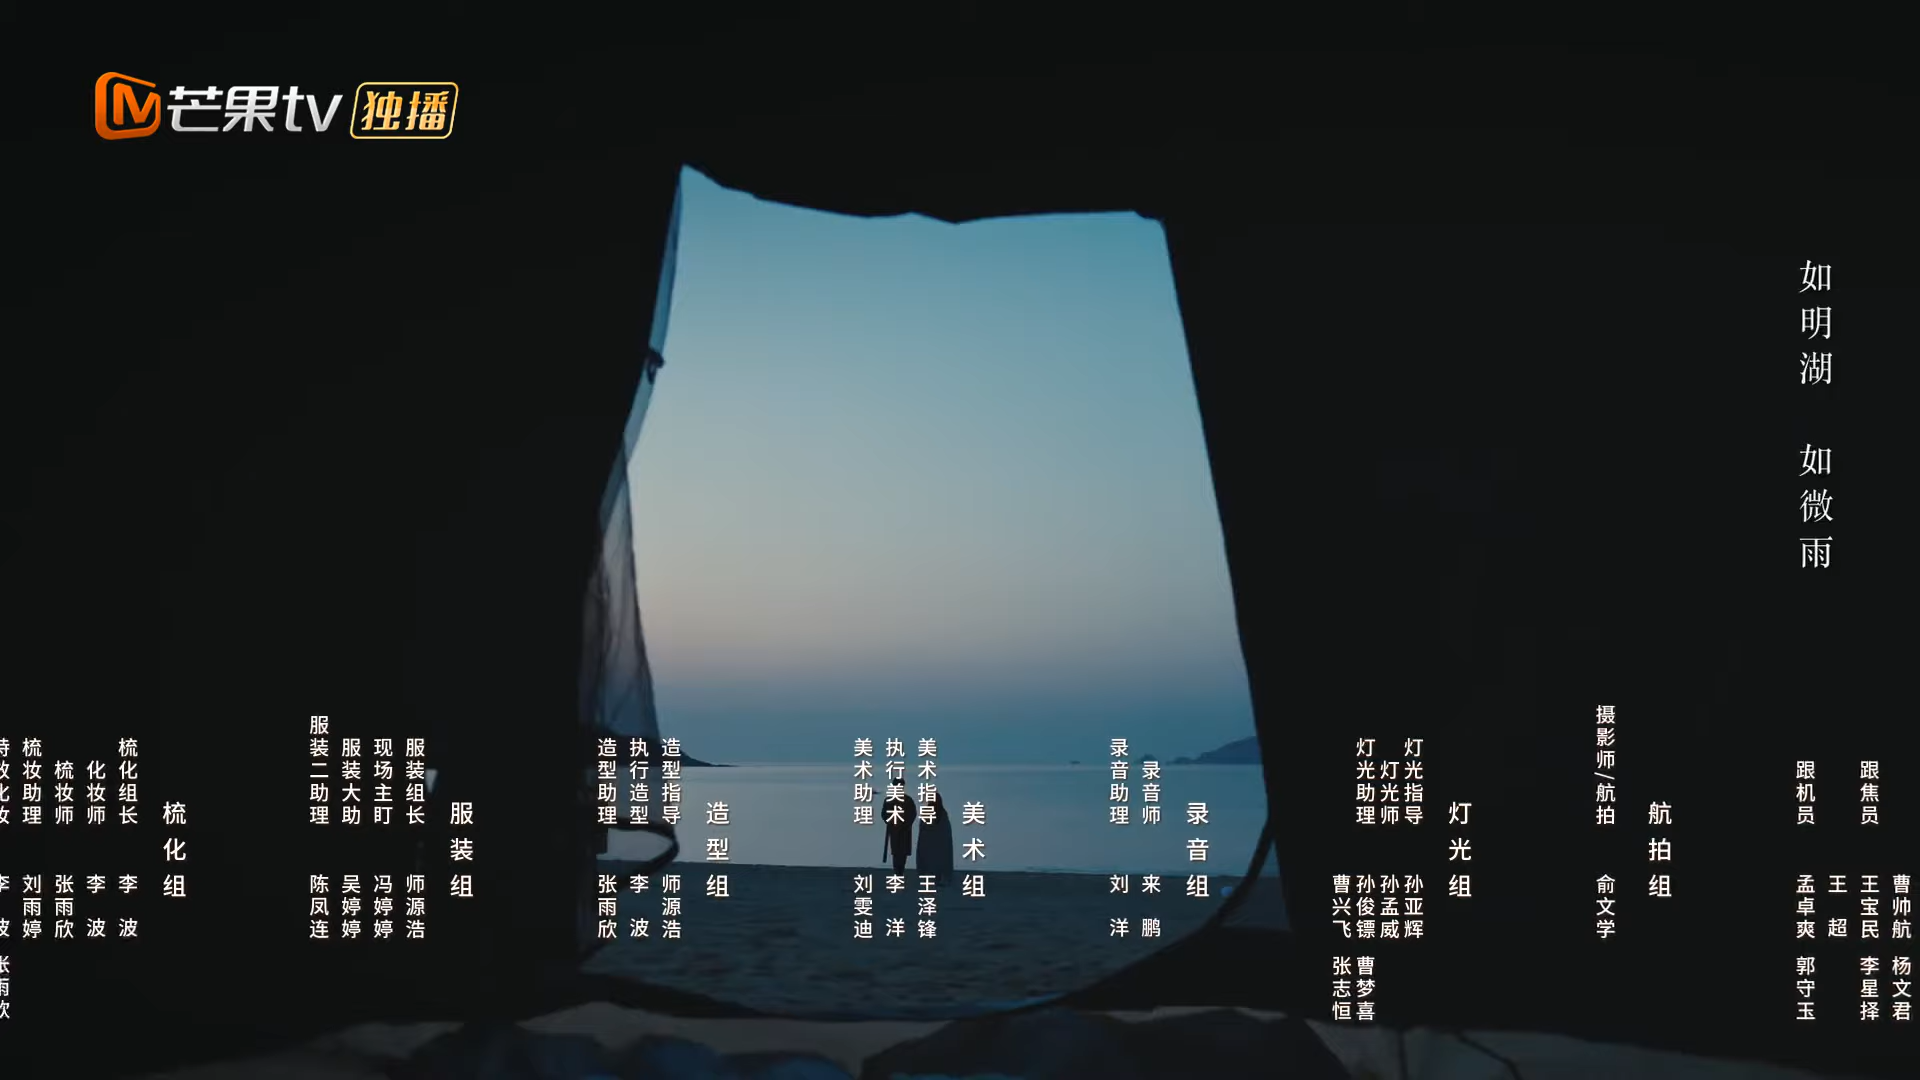 芒果tv 独播
如明湖 如微雨
跟焦员 曹帅航 杨文君
王宝民 李星择
王超
跟机员 孟卓爽 郭守玉
航拍组
摄影师/航拍 俞文学
灯光组
灯光指导 孙亚辉
灯光师 孙孟威
灯光助理 孙俊镖 曹梦喜
曹兴飞 张志恒
录音组
录音师 来鹏
录音助理 刘洋
美术组
美术指导 王泽锋
执行美术 李洋
美术助理 刘雯迪
造型组
造型指导 师源浩
执行造型 李波
造型助理 张雨欣
服装组
服装组长 师源浩
现场主盯 冯婷婷
服装大助 吴婷婷
服装二助理 陈凤连
梳化组
梳化组长 李波
化妆师 李波
梳妆师 张雨欣
梳妆助理 刘雨婷